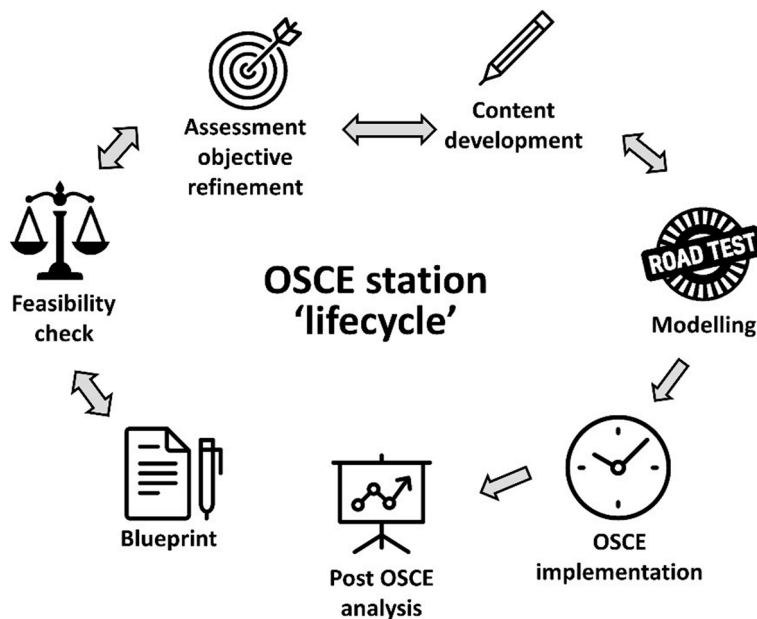 Assessment
objective
refinement
Content
development
ROAD TEST
Modelling
Feasibility
check
OSCE station
‘lifecycle’
Blueprint
Post OSCE
analysis
OSCE
implementation